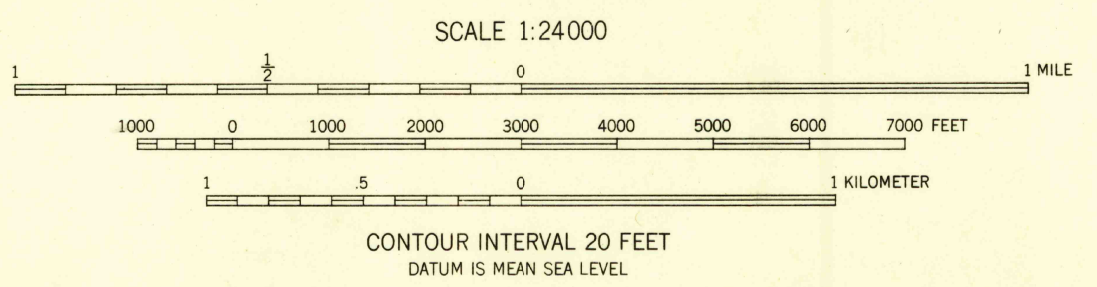 SCALE 1:24000
1 1/2 0 1 MILE
1000 0 1000 2000 3000 4000 5000 6000 7000 FEET
1 .5 0 1 KILOMETER
CONTOUR INTERVAL 20 FEET
DATUM IS MEAN SEA LEVEL